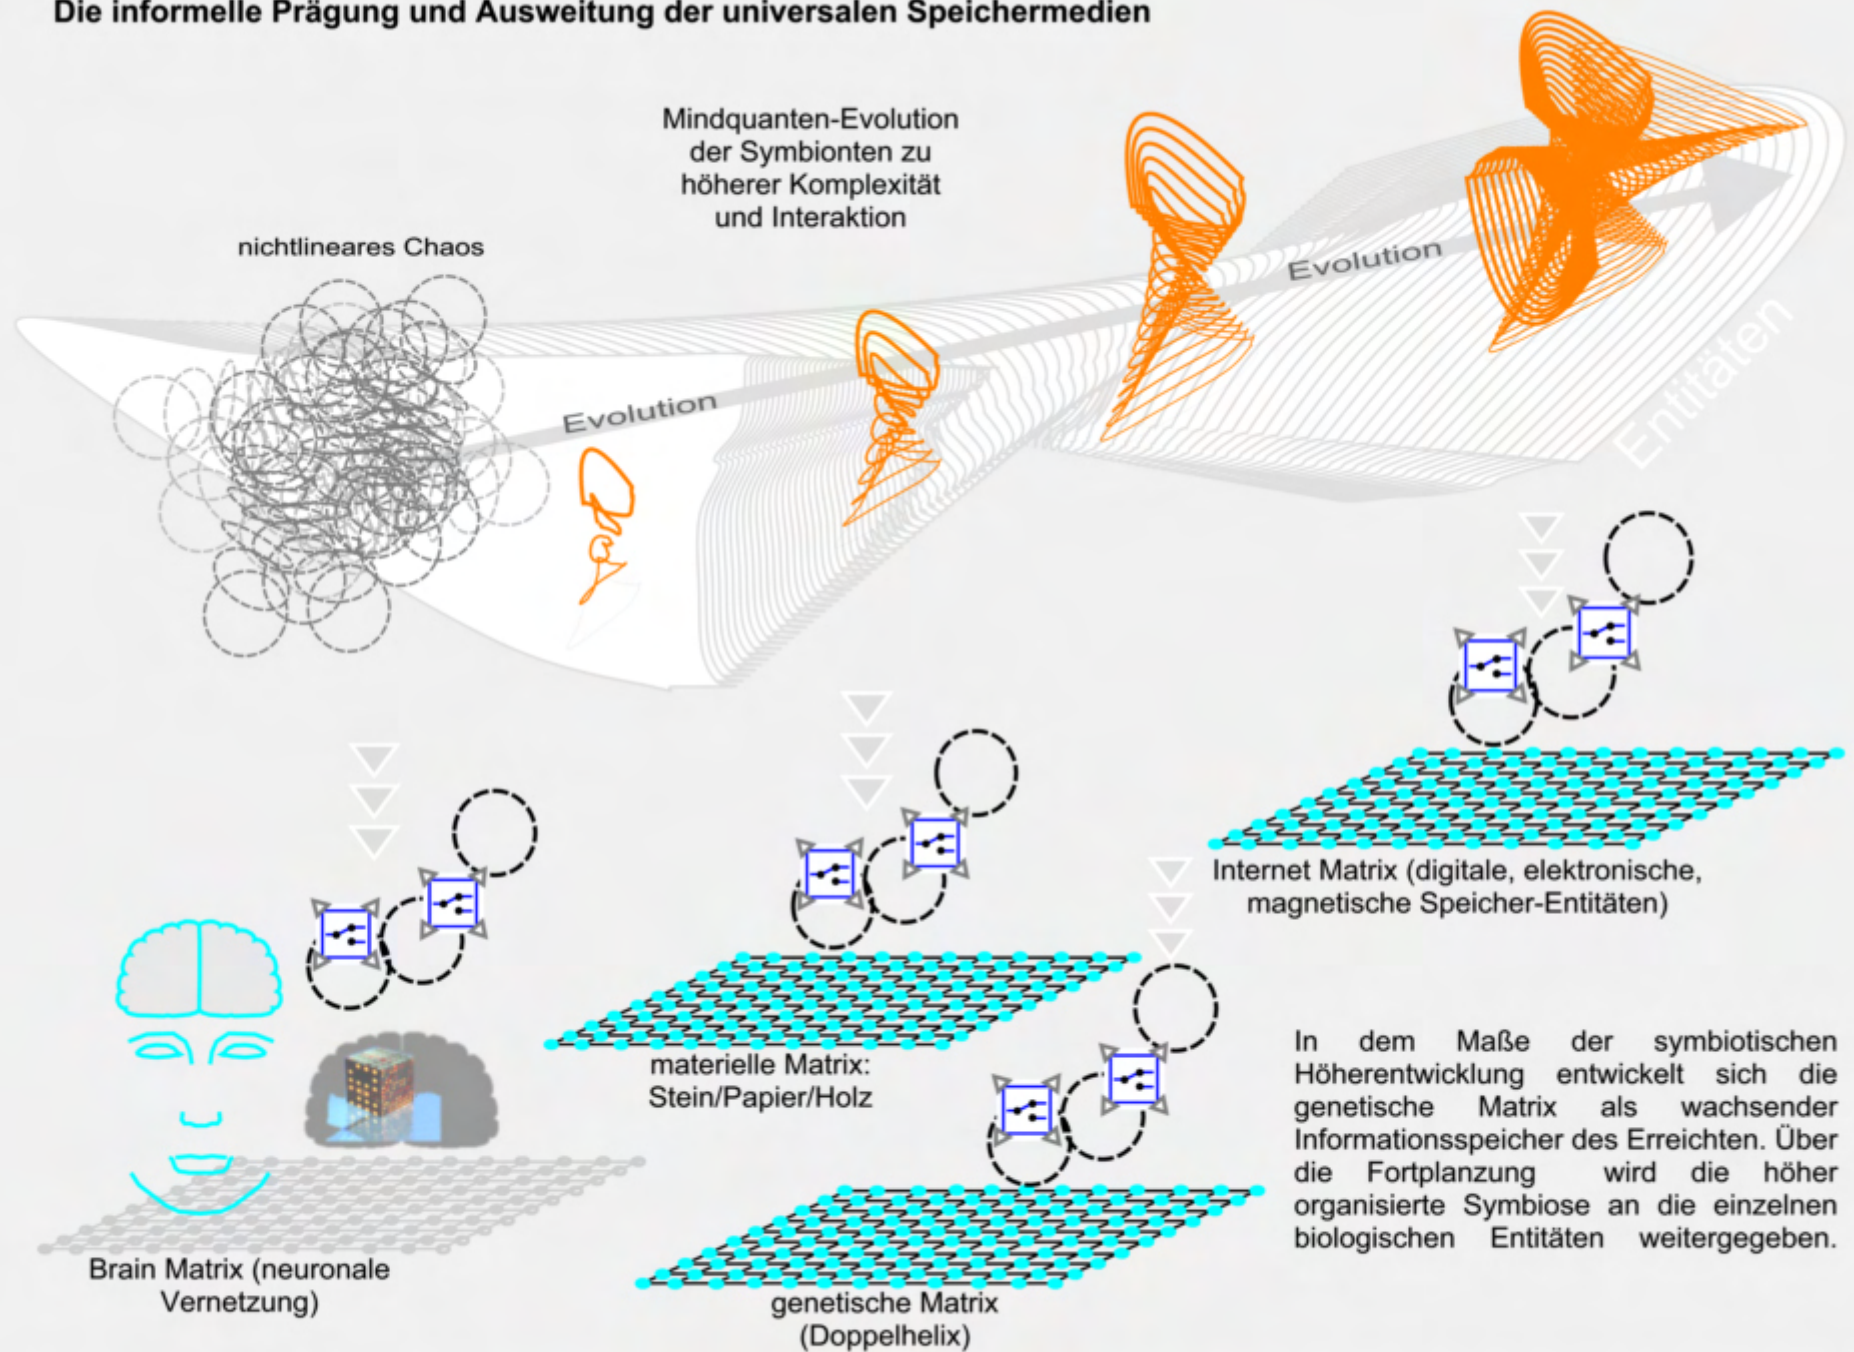 Die informelle Prägung und Ausweitung der universalen Speichermedien
Mindquanten-Evolution
der Symbionten zu
höherer Komplexität
und Interaktion
nichtlineares Chaos
Evolution
Evolution
Entitäten
Internet Matrix (digitale, elektronische,
magnetische Speicher-Entitäten)
materielle Matrix:
Stein/Papier/Holz
In dem Maße der symbiotischen
Höherentwicklung entwickelt sich die
genetische Matrix als wachsender
Informationsspeicher des Erreichten. Über
die Fortplanzung wird die höher
organisierte Symbiose an die einzelnen
biologischen Entitäten weitergegeben.
Brain Matrix (neuronale
Vernetzung)
genetische Matrix
(Doppelhelix)